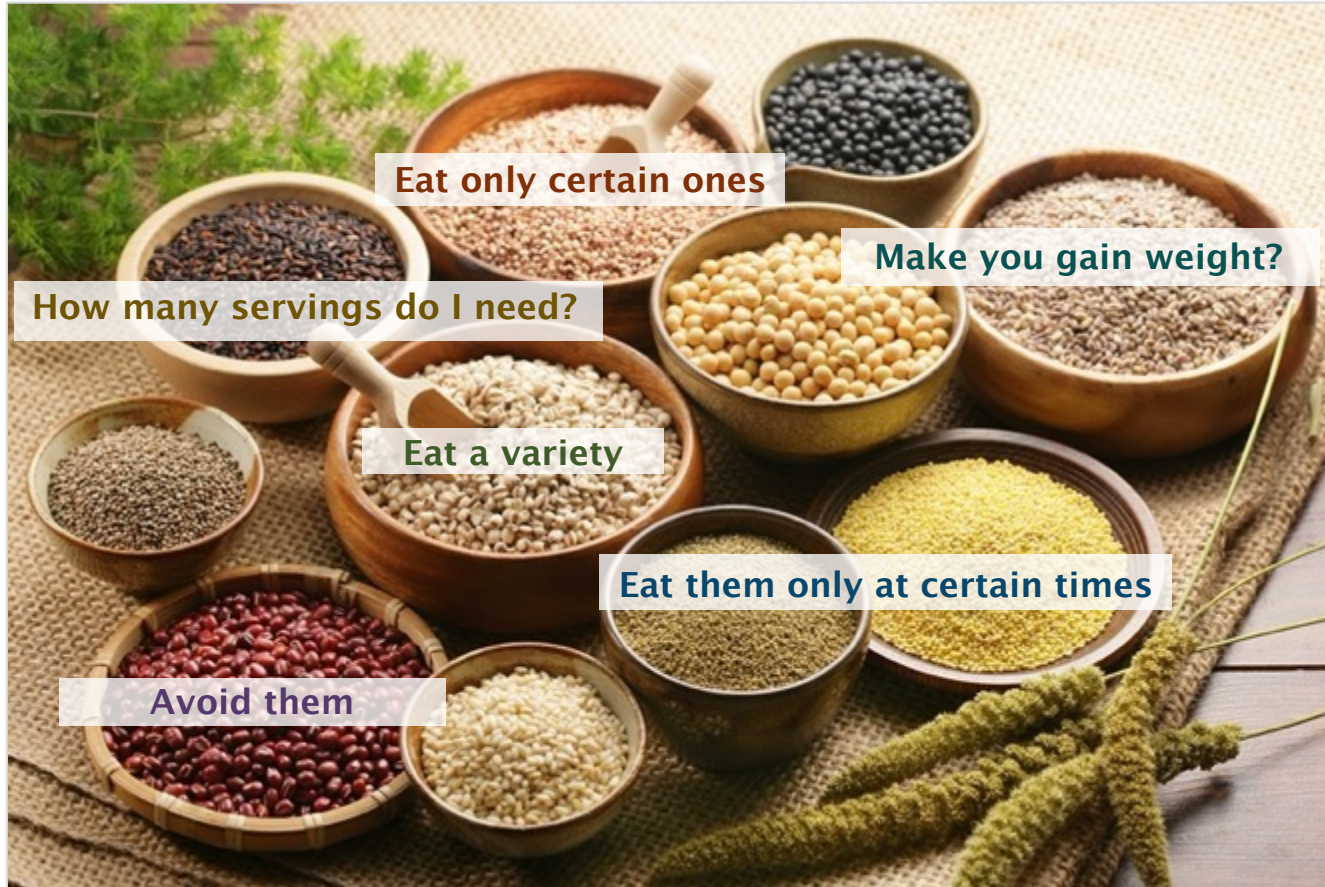 Eat only certain ones
Make you gain weight?
How many servings do I need?
Eat a variety
Eat them only at certain times
Avoid them